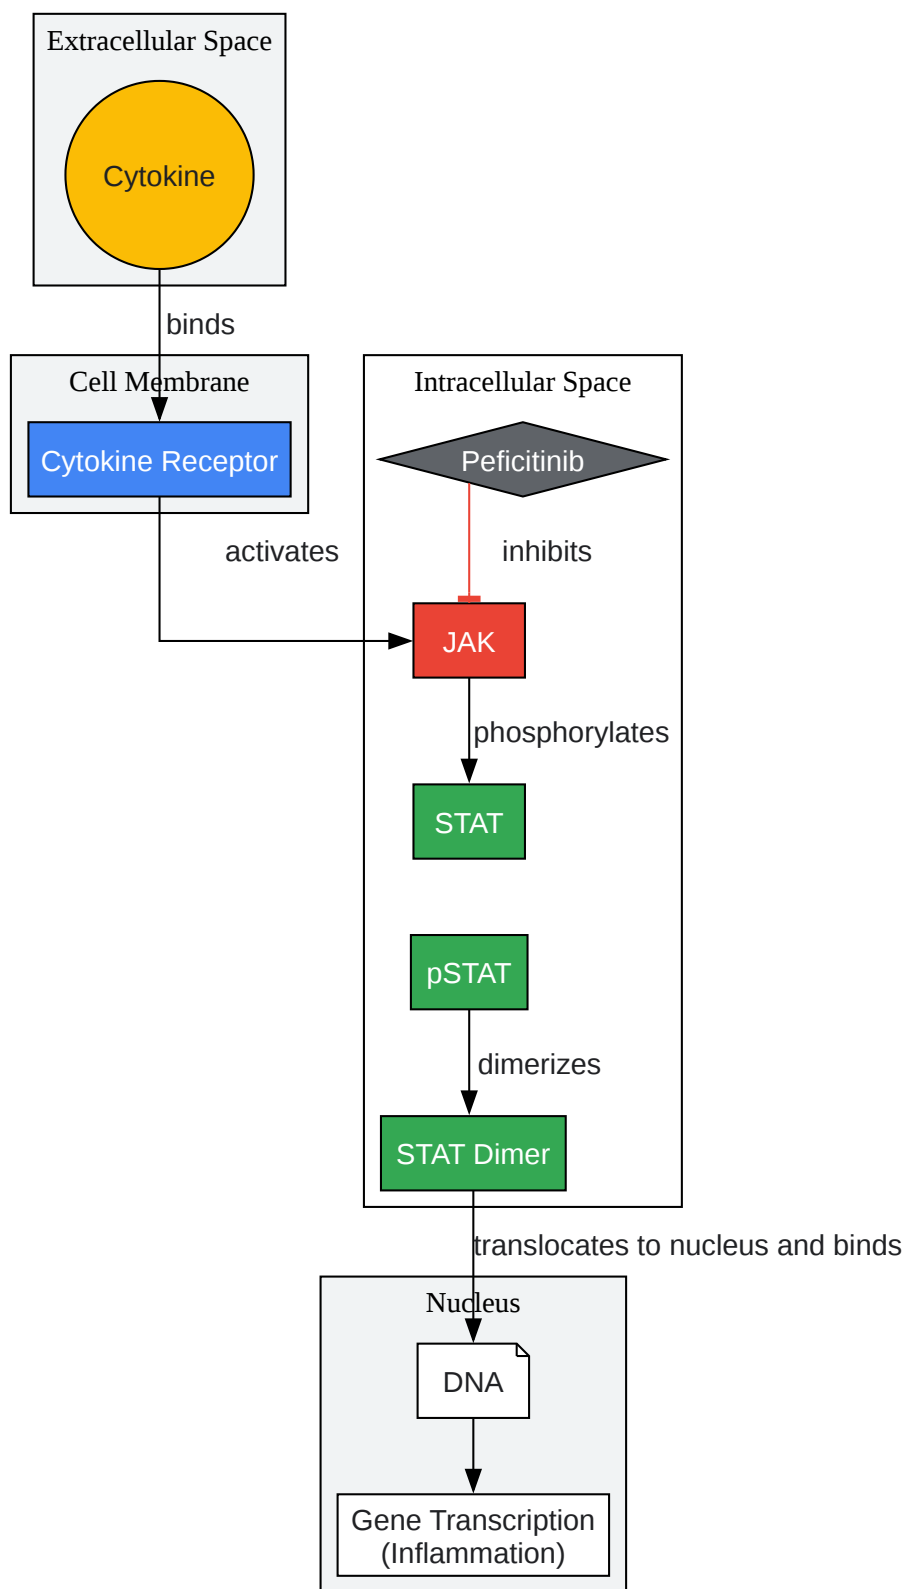 Extracellular Space
Cytokine
binds
Cell Membrane
Cytokine Receptor
Intracellular Space
Peficitinib
activates
inhibits
JAK
phosphorylates
STAT
pSTAT
dimerizes
STAT Dimer
translocates to nucleus and binds
Nucleus
DNA
Gene Transcription
(Inflammation)